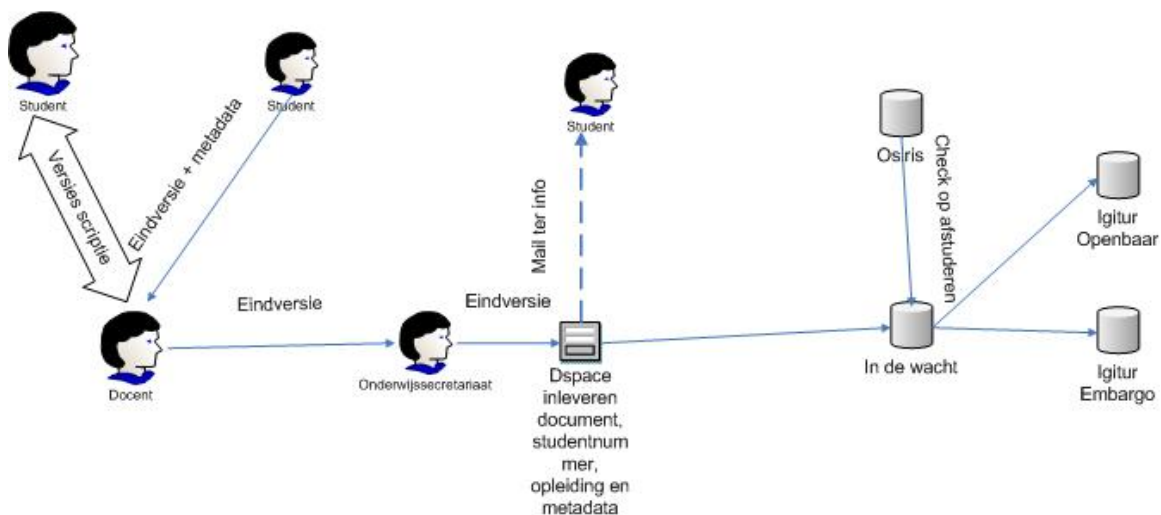 Student
Student
Student
Versies scriptie
Eindversie + metadata
Mail ter info
Osiris
Check op afstuderen
Igitur
Openbaar
Eindversie
Eindversie
Docent
Onderwijssecretariaat
Dspace
inleveren
document,
studentnum
mer,
opleiding en
metadata
In de wacht
Igitur
Embargo